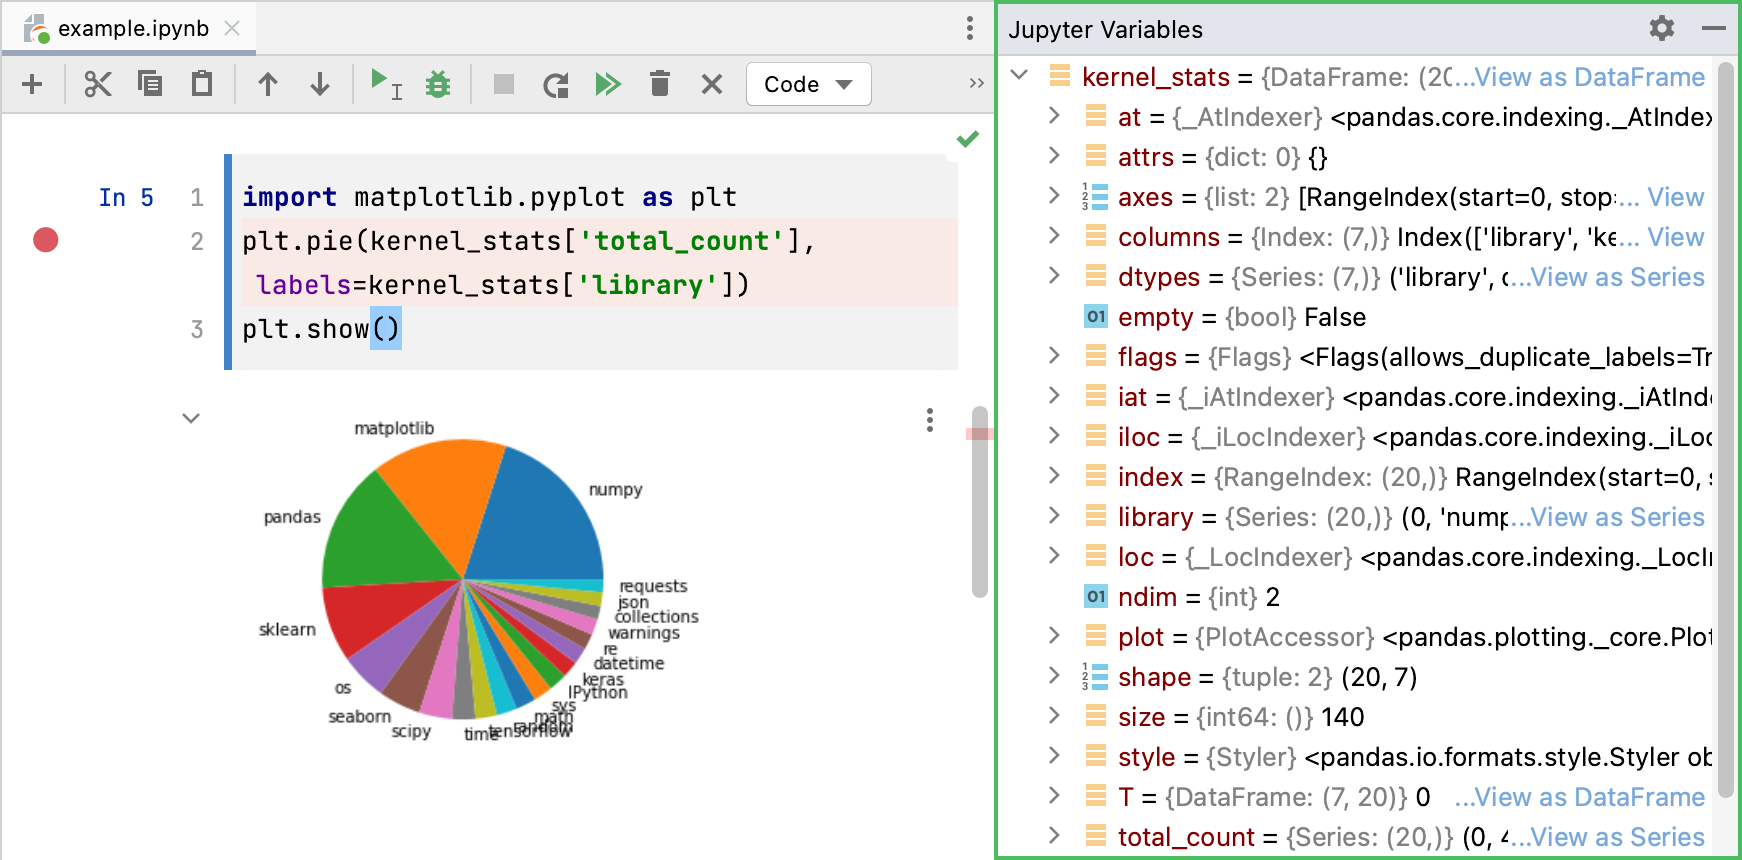 example.ipynb
Code
In 5
1 import matplotlib.pyplot as plt
2 plt.pie(kernel_stats['total_count'],
labels=kernel_stats['library'])
3 plt.show()
matplotlib
numpy
pandas
requests
json
collections
warnings
sklearn
re
datetime
keras
IPython
os
sys
seaborn
math
random
scipy
time
tensorflow
Jupyter Variables
kernel_stats = {DataFrame: (20 ...View as DataFrame
at = {_AtIndexer} <pandas.core.indexing._AtIndex
attrs = {dict: 0} {}
axes = {list: 2} [RangeIndex(start=0, stop= ... View
columns = {Index: (7,)} Index(['library', 'ke... View
dtypes = {Series: (7,)} ('library', ...View as Series
01 empty = {bool} False
flags = {Flags} <Flags(allows_duplicate_labels=Tr
iat = {_iAtIndexer} <pandas.core.indexing._iAtInd
iloc = {_iLocIndexer} <pandas.core.indexing._iLoc
index = {RangeIndex: (20,)} RangeIndex(start=0,
library = {Series: (20,)} (0, 'nump...View as Series
loc = {_LocIndexer} <pandas.core.indexing._LocI
01 ndim = {int} 2
plot = {PlotAccessor} <pandas.plotting._core.Plot
shape = {tuple: 2} (20, 7)
size = {int64: ()} 140
style = {Styler} <pandas.io.formats.style.Styler ob
T = {DataFrame: (7, 20)} 0 ...View as DataFrame
total_count = {Series: (20,)} (0, 4...View as Series